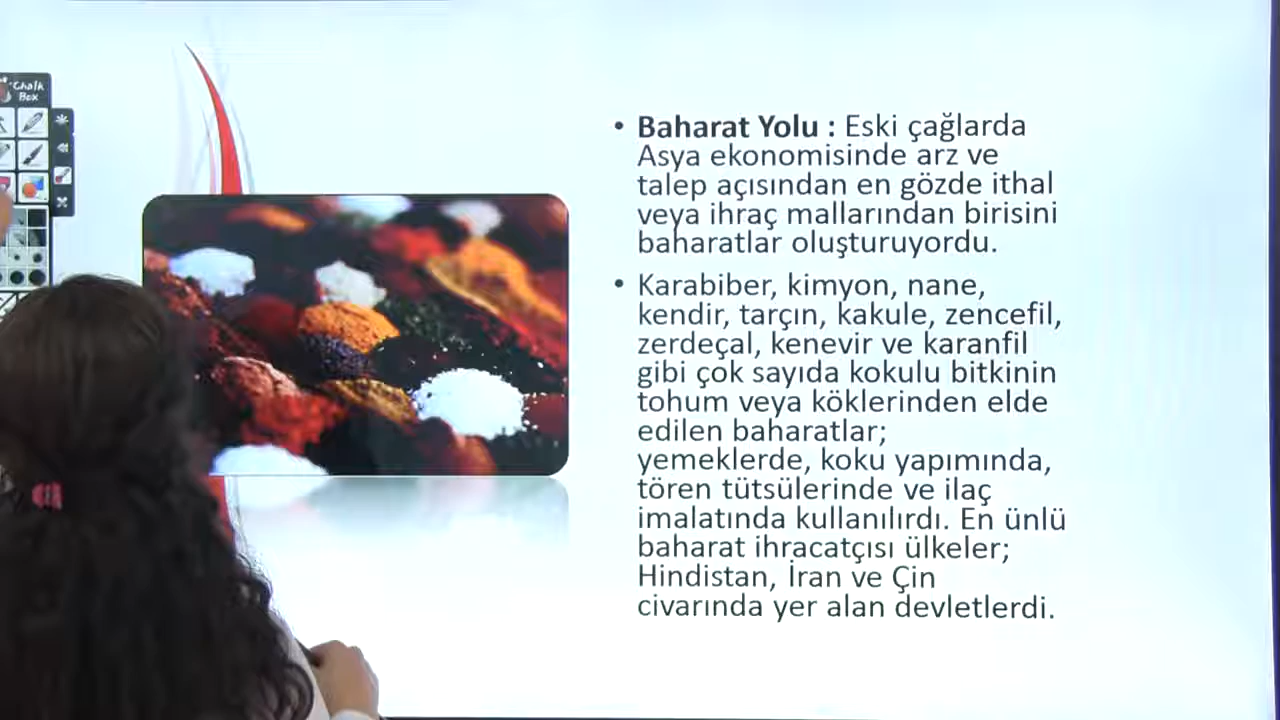 Chalk
Box
• Baharat Yolu : Eski çağlarda
Asya ekonomisinde arz ve
talep açısından en gözde ithal
veya ihraç mallarından birisini
baharatlar oluşturuyordu.
• Karabiber, kimyon, nane,
kendir, tarçın, kakule, zencefil,
zerdeçal, kenevir ve karanfil
gibi çok sayıda kokulu bitkinin
tohum veya köklerinden elde
edilen baharatlar;
yemeklerde, koku yapımında,
tören tütsülerinde ve ilaç
imalatında kullanılırdı. En ünlü
baharat ihracatçısı ülkeler;
Hindistan, İran ve Çin
civarında yer alan devletlerdi.